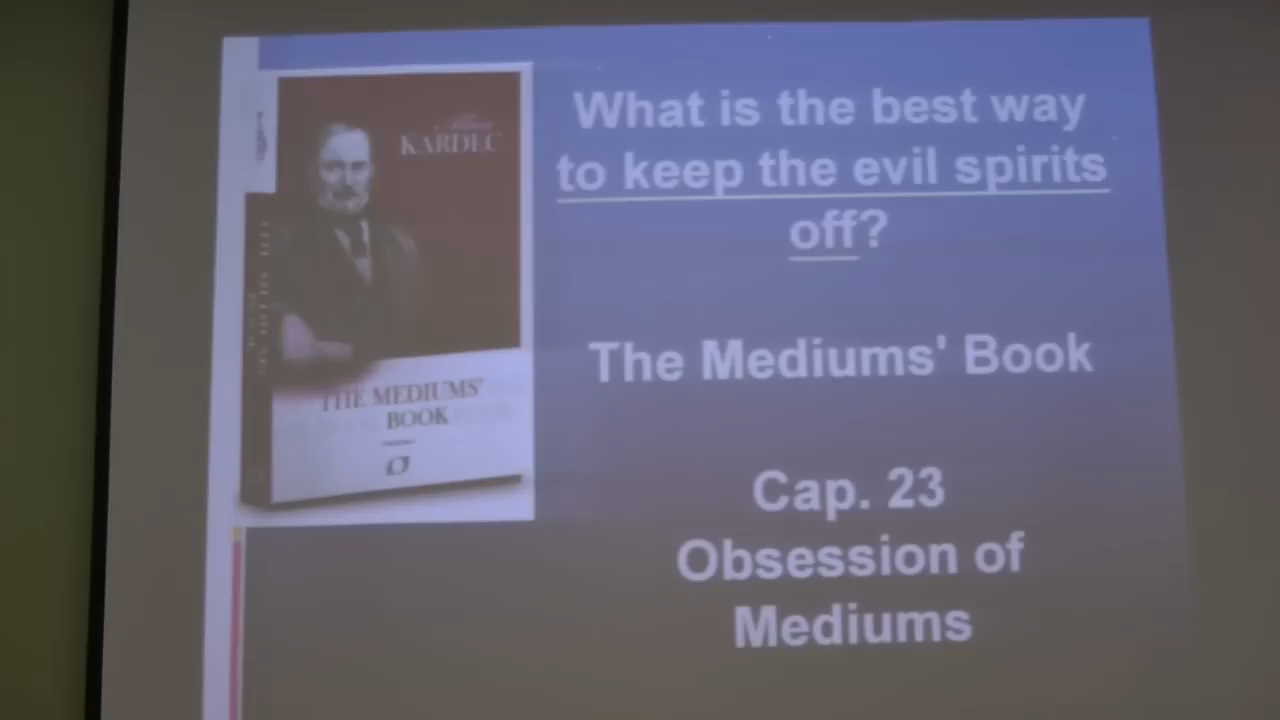 KARDEC
THE MEDIUMS'
BOOK
What is the best way
to keep the evil spirits
off?
The Mediums' Book
Cap. 23
Obsession of
Mediums